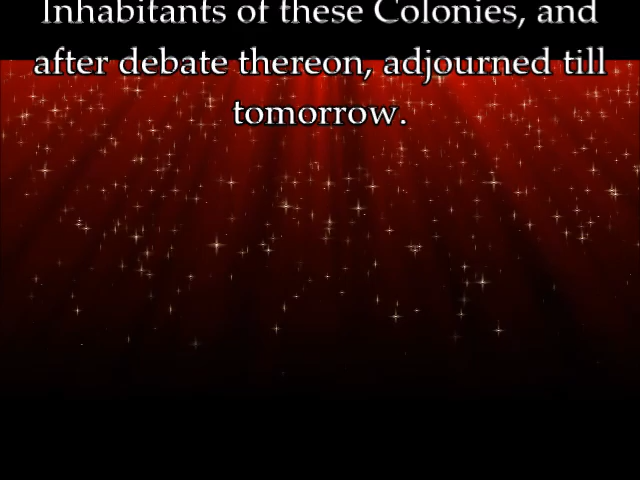 Inhabitants of these Colonies, and
after debate thereon, adjourned till
tomorrow.